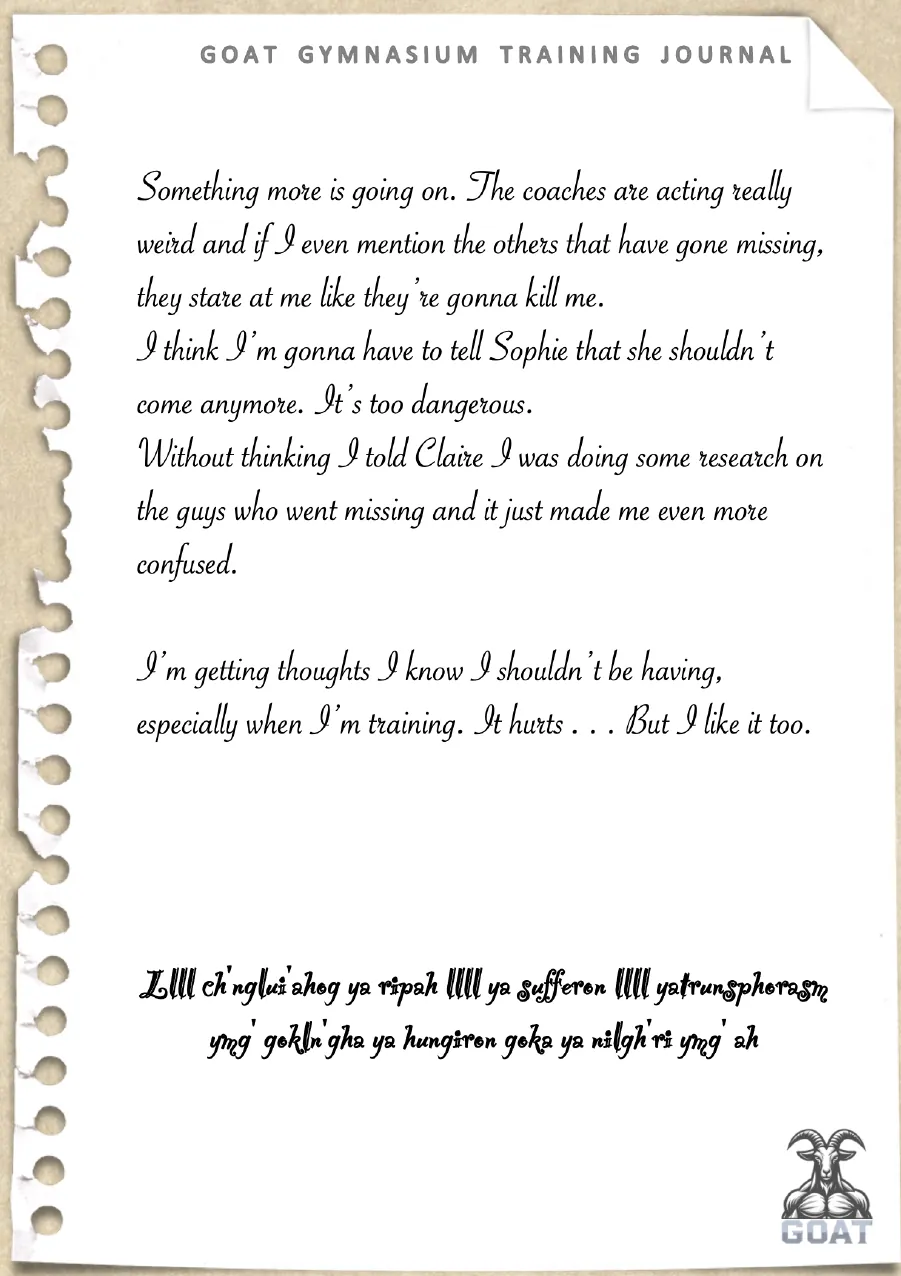 GOAT GYMNASIUM TRAINING JOURNAL
Something more is going on. The coaches are acting really
weird and if I even mention the others that have gone missing,
they stare at me like they’re gonna kill me.
I think I’m gonna have to tell Sophie that she shouldn’t
come anymore. It’s too dangerous.
Without thinking I told Claire I was doing some research on
the guys who went missing and it just made me even more
confused.
I’m getting thoughts I know I shouldn’t be having,
especially when I’m training. It hurts . . . But I like it too.
Llll ch'nglui'ahog ya ripah llll ya sufferon llll yatrunsphorasm
ymg' gokln'gha ya hungiron goka ya nilgh'ri ymg' ah
GOAT